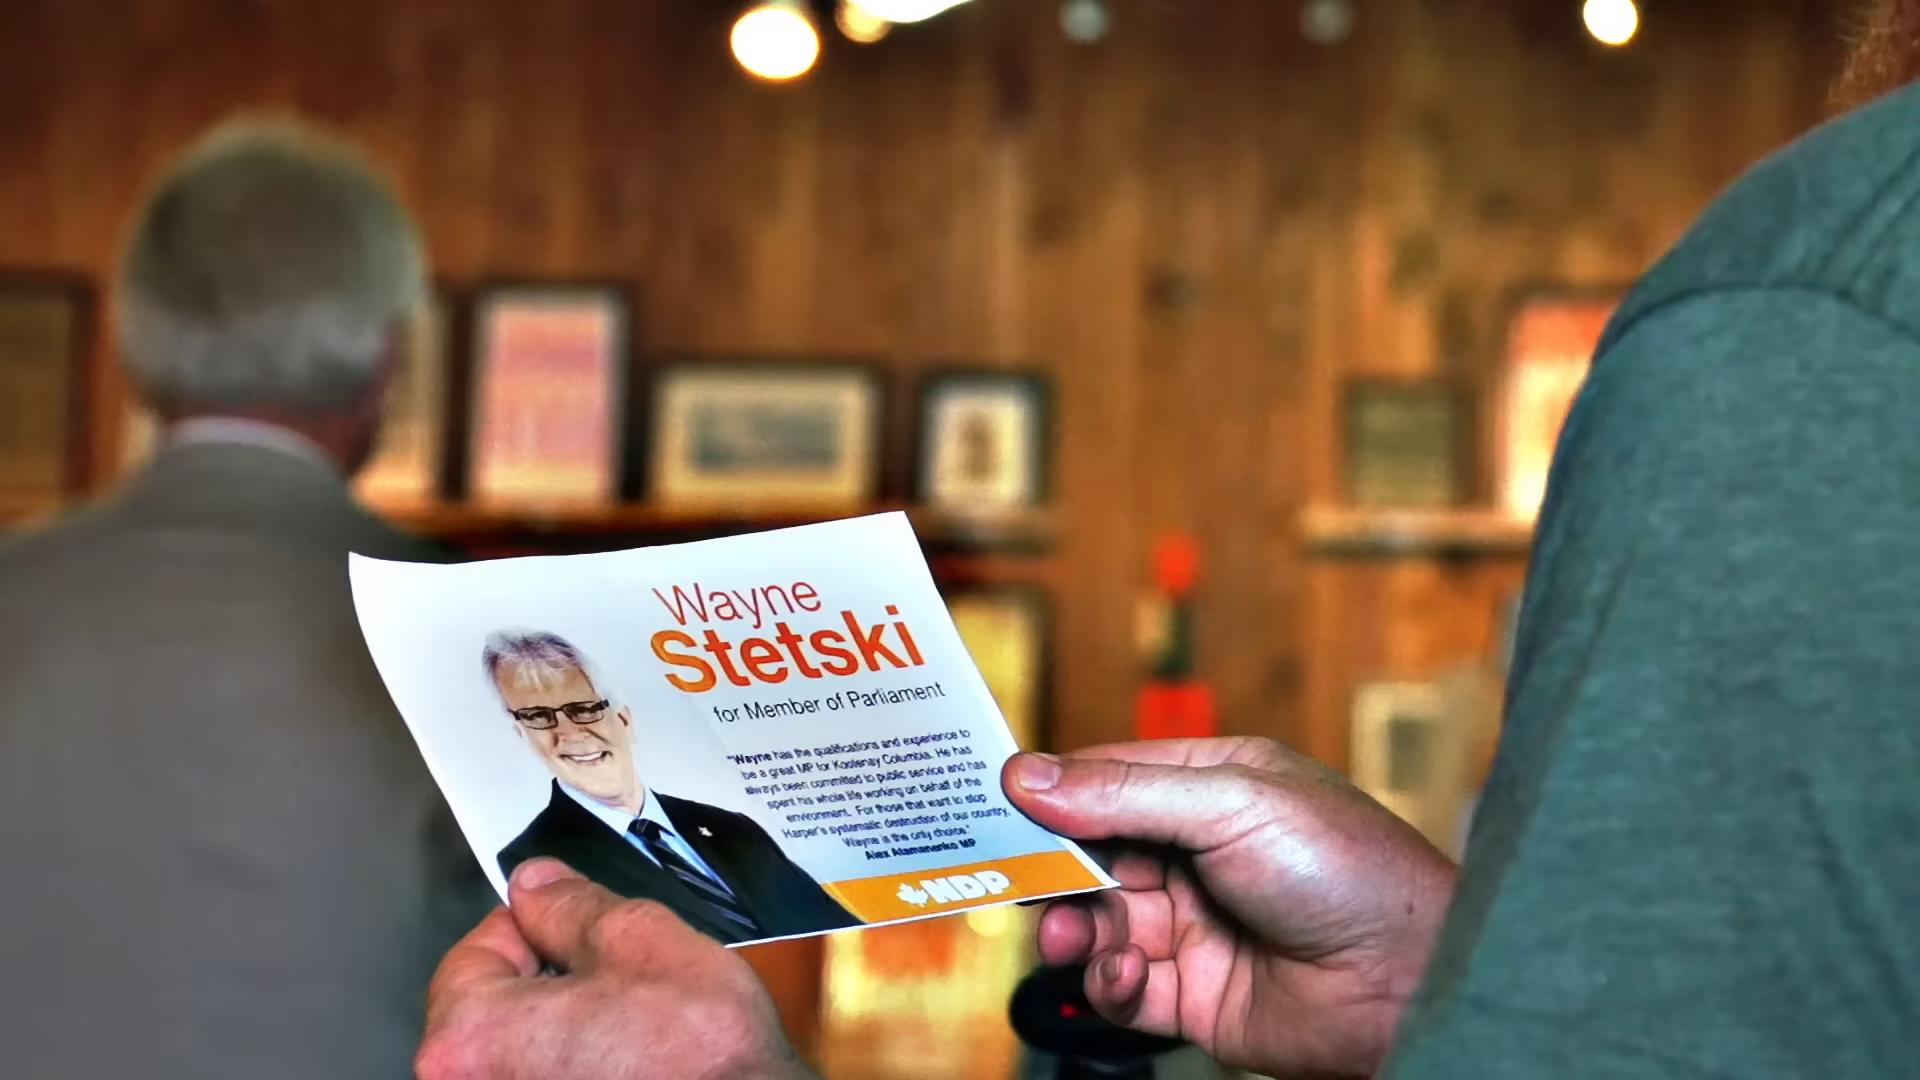 Wayne
Stetski
for Member of Parliament
"Wayne has the qualifications and experience to
be a great MP for Kootenay Columbia. He has
always been committed to public service and has
spent his whole life working on behalf of the
environment. For those that want to stop
Harper's systematic destruction of our country,
Wayne is the only choice."
Alex Atamanenko MP
NDP